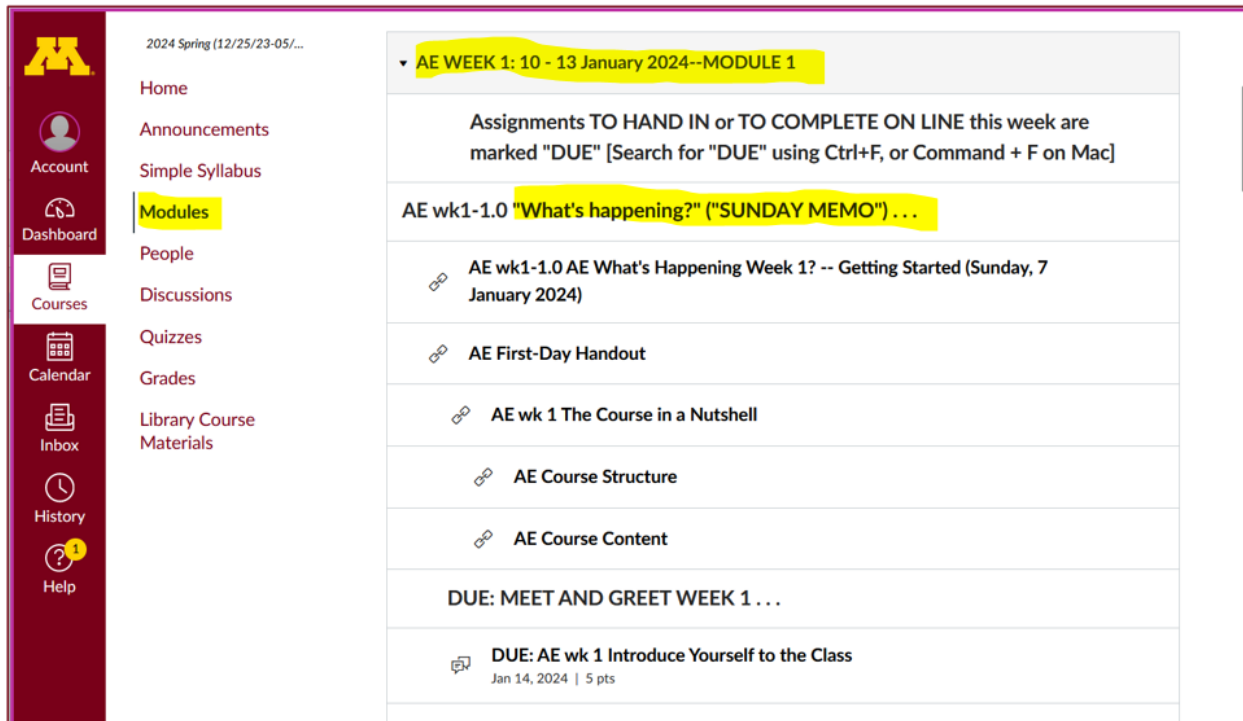 2024 Spring (12/25/23-05/...
Home
Announcements
Simple Syllabus
Modules
People
Discussions
Quizzes
Grades
Library Course
Materials
Account
Dashboard
Courses
Calendar
Inbox
History
1
Help
AE WEEK 1: 10 - 13 January 2024--MODULE 1
Assignments TO HAND IN or TO COMPLETE ON LINE this week are
marked "DUE" [Search for "DUE" using Ctrl+F, or Command + F on Mac]
AE wk1-1.0 "What's happening?" ("SUNDAY MEMO") . . .
AE wk1-1.0 AE What's Happening Week 1? -- Getting Started (Sunday, 7
January 2024)
AE First-Day Handout
AE wk 1 The Course in a Nutshell
AE Course Structure
AE Course Content
DUE: MEET AND GREET WEEK 1 . . .
DUE: AE wk 1 Introduce Yourself to the Class
Jan 14, 2024 | 5 pts